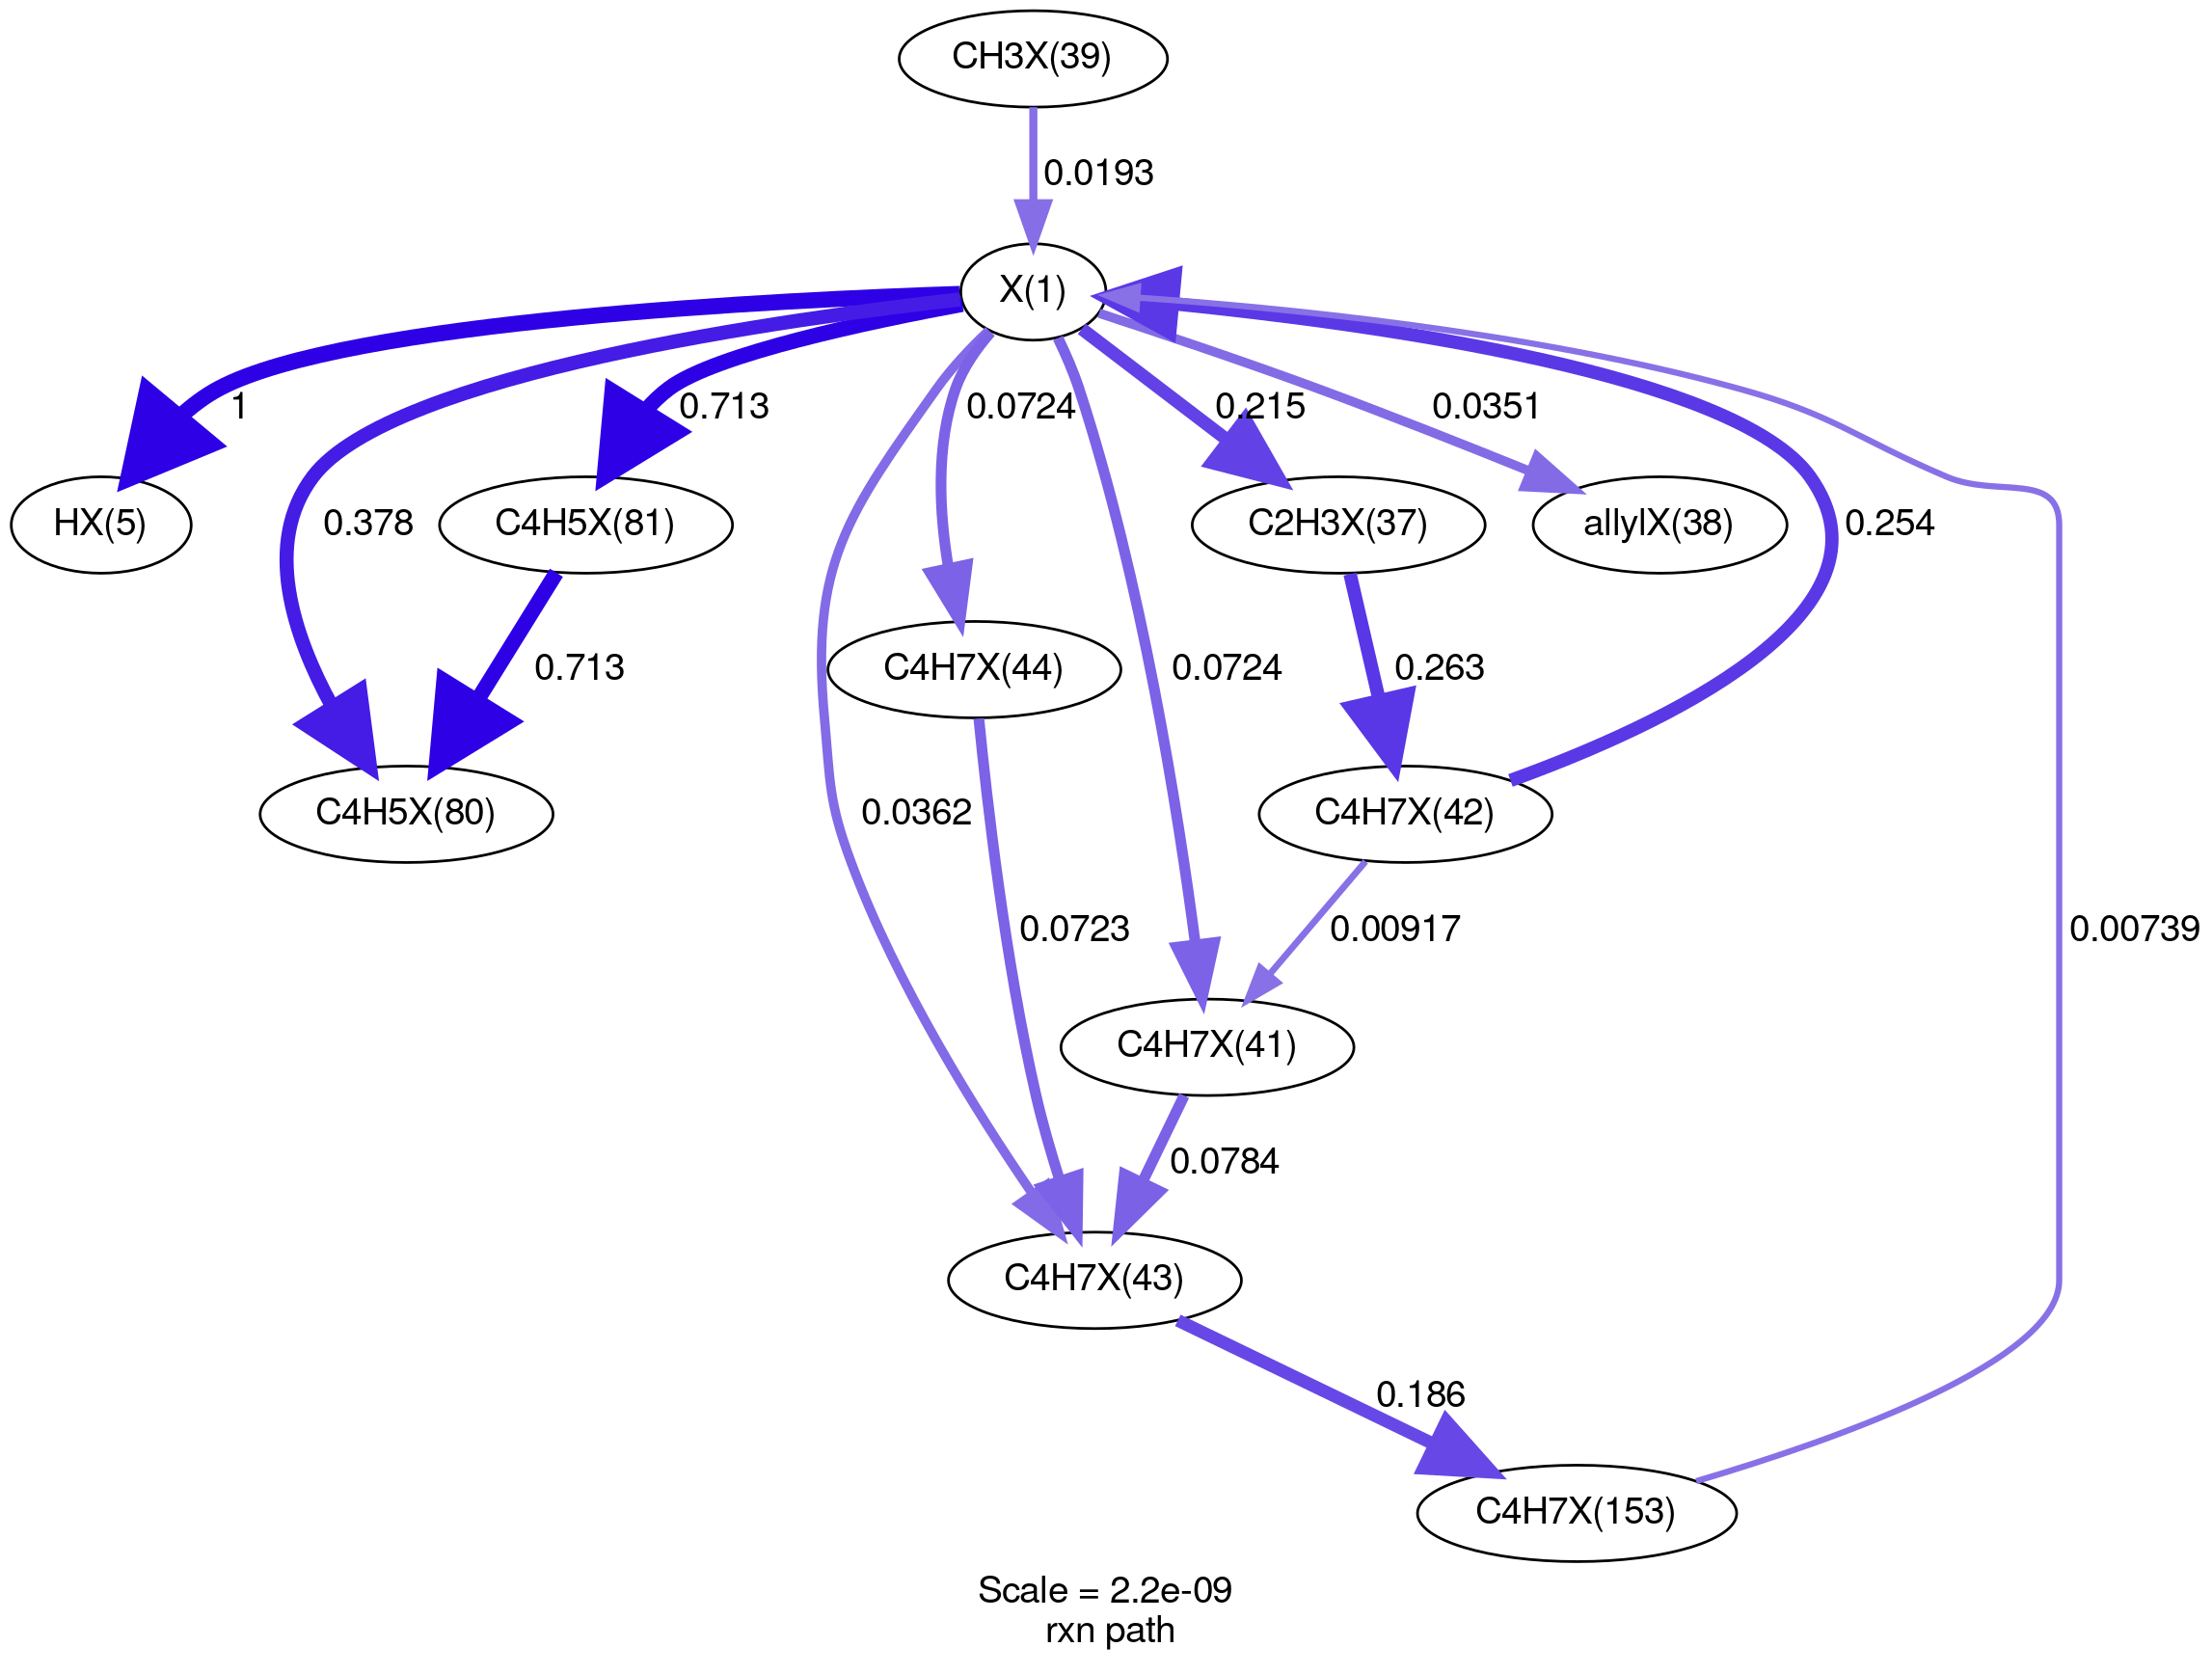 CH3X(39)
0.0193
X(1)
1
0.713
0.0724
0.215
0.0351
HX(5)
0.378
C4H5X(81)
C2H3X(37)
allylX(38)
0.254
0.713
C4H7X(44)
0.0724
0.263
C4H5X(80)
0.0362
C4H7X(42)
0.0723
0.00917
0.00739
C4H7X(41)
0.0784
C4H7X(43)
0.186
C4H7X(153)
Scale = 2.2e-09
rxn path